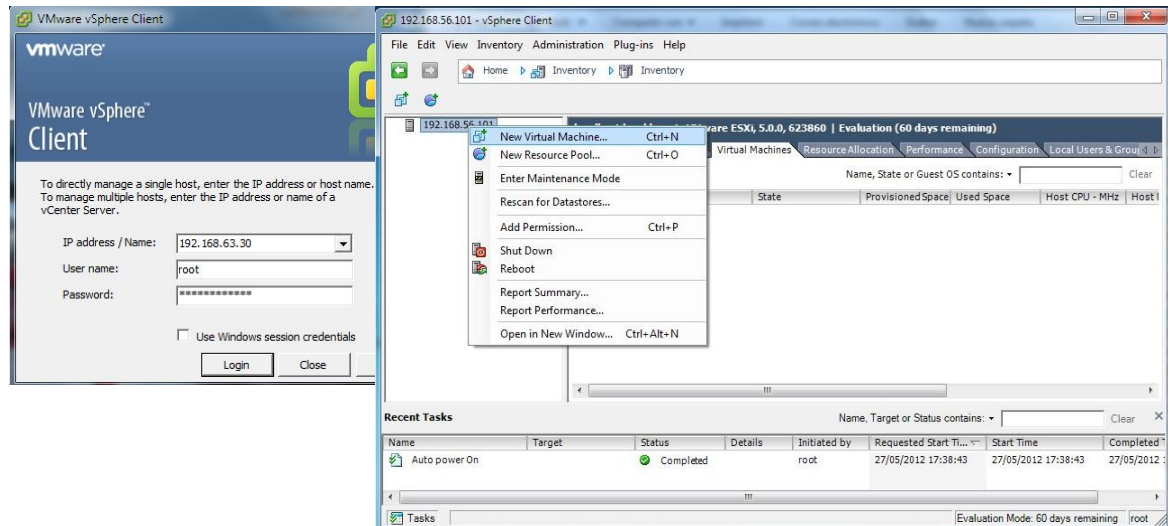 VMware vSphere Client
vmware
VMware vSphere™
Client
To directly manage a single host, enter the IP address or host name.
To manage multiple hosts, enter the IP address or name of a
vCenter Server.
IP address / Name: 192.168.63.30
User name: root
Password: ************
Use Windows session credentials
Login Close
192.168.56.101 - vSphere Client
File Edit View Inventory Administration Plug-ins Help
Home Inventory Inventory
192.168.56.101
ware ESXi, 5.0.0, 623860 | Evaluation (60 days remaining)
Virtual Machines Resource Allocation Performance Configuration Local Users & Group
Name, State or Guest OS contains: Clear
State Provisioned Space Used Space Host CPU - MHz Host
New Virtual Machine... Ctrl+N
New Resource Pool... Ctrl+O
Enter Maintenance Mode
Rescan for Datastores...
Add Permission... Ctrl+P
Shut Down
Reboot
Report Summary...
Report Performance...
Open in New Window... Ctrl+Alt+N
Recent Tasks Name, Target or Status contains: Clear
Name Target Status Details Initiated by Requested Start Ti... Start Time Completed
Auto power On Completed root 27/05/2012 17:38:43 27/05/2012 17:38:43 27/05/2012
Tasks Evaluation Mode: 60 days remaining root